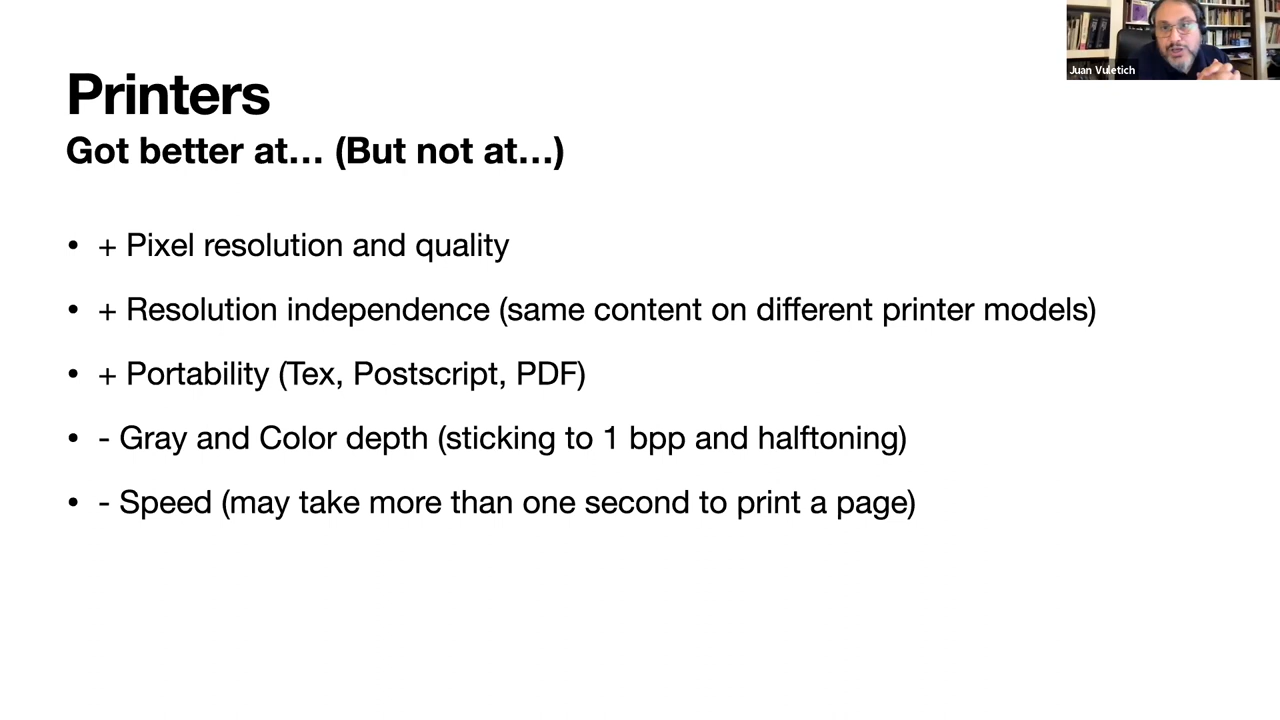 Printers
Got better at… (But not at…)
• + Pixel resolution and quality
• + Resolution independence (same content on different printer models)
• + Portability (Tex, Postscript, PDF)
• - Gray and Color depth (sticking to 1 bpp and halftoning)
• - Speed (may take more than one second to print a page)
Juan Vuletich